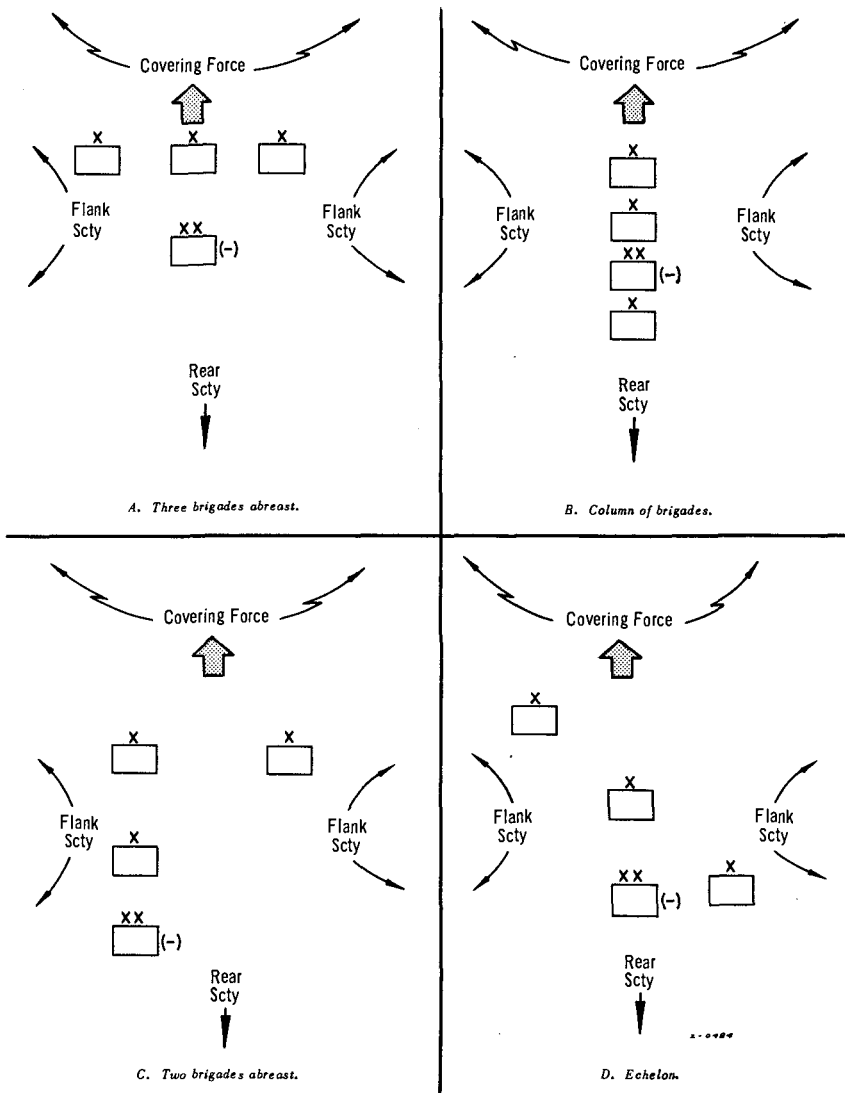 Covering Force
X X X
Flank
Scty
Flank
Scty
XX
(-)
Rear
Scty
A. Three brigades abreast.
Covering Force
X
Flank
Scty
X
Flank
Scty
XX
(-)
X
Rear
Scty
B. Column of brigades.
Covering Force
X X
Flank
Scty
Flank
Scty
X
XX
(-)
Rear
Scty
C. Two brigades abreast.
Covering Force
X
X
Flank
Scty
Flank
Scty
XX
(-)
X
Rear
Scty
D. Echelon.